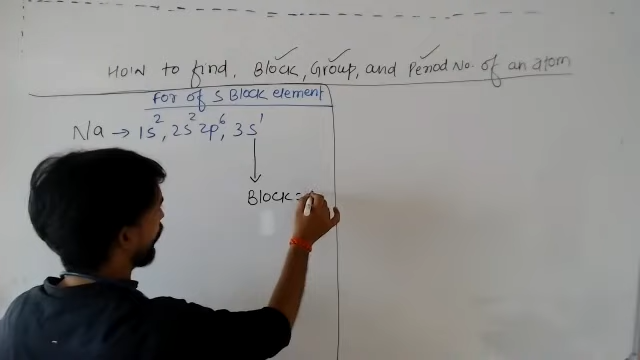 How to find, Block, Group, and Period No. of an atom
For of S Block element
Na → 1s², 2s² 2p⁶, 3s¹
Block =